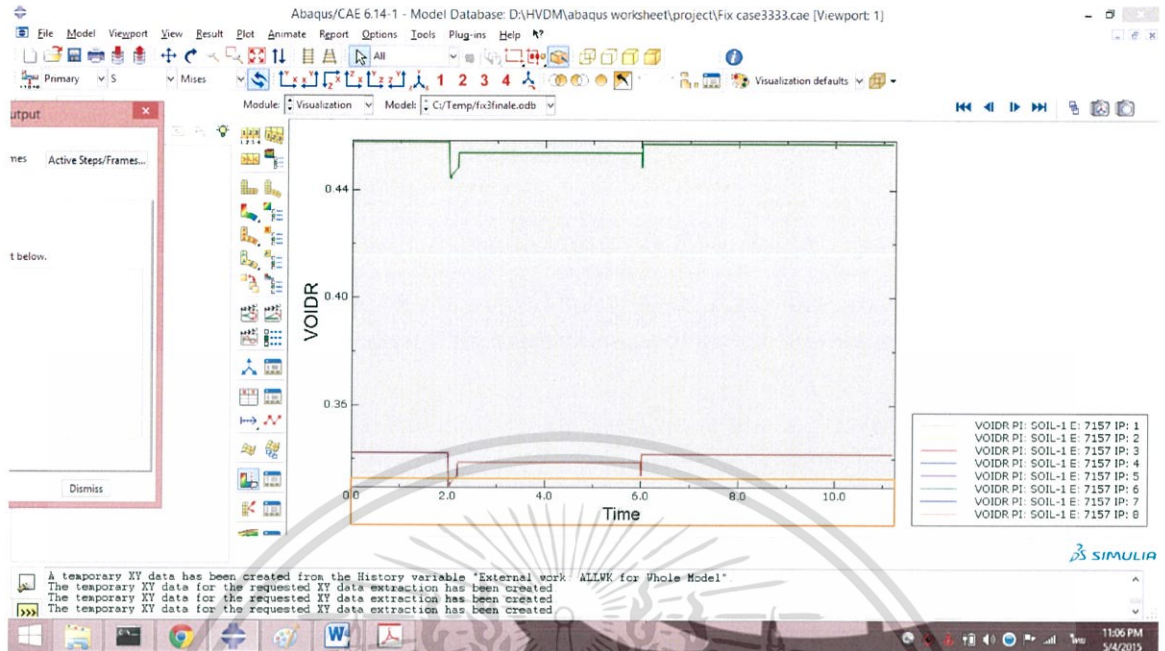 Abaqus/CAE 6.14-1 - Model Database: D:\HVDM\abaqus worksheet\project\Fix case3333.cae [Viewport: 1]
File Model Viewport View Result Plot Animate Report Options Tools Plug-ins Help
All
Primary S Mises 1 2 3 4 Visualization defaults
Module: Visualization Model: C:/Temp/fix3finale.odb
utput
mes Active Steps/Frames...
t below.
Dismiss
VOIDR
0.44
0.40
0.36
0.0 2.0 4.0 6.0 8.0 10.0
Time
VOIDR PI: SOIL-1 E: 7157 IP: 1
VOIDR PI: SOIL-1 E: 7157 IP: 2
VOIDR PI: SOIL-1 E: 7157 IP: 3
VOIDR PI: SOIL-1 E: 7157 IP: 4
VOIDR PI: SOIL-1 E: 7157 IP: 5
VOIDR PI: SOIL-1 E: 7157 IP: 6
VOIDR PI: SOIL-1 E: 7157 IP: 7
VOIDR PI: SOIL-1 E: 7157 IP: 8
SIMULIA
A temporary XY data has been created from the History variable "External work: ALLWK for Whole Model".
The temporary XY data for the requested XY data extraction has been created
The temporary XY data for the requested XY data extraction has been created
The temporary XY data for the requested XY data extraction has been created
ไทย
11:06 PM
5/4/2015